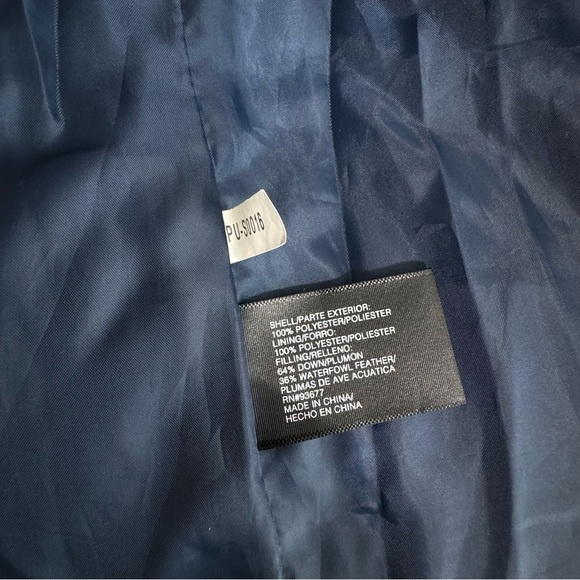 PU-S0016
SHELL/PARTE EXTERIOR:
100% POLYESTER/POLIESTER
LINING/FORRO:
100% POLYESTER/POLIESTER
FILLING/RELLENO:
64% DOWN/PLUMON
36% WATERFOWL FEATHER/
PLUMAS DE AVE ACUATICA
RN#93677
MADE IN CHINA/
HECHO EN CHINA